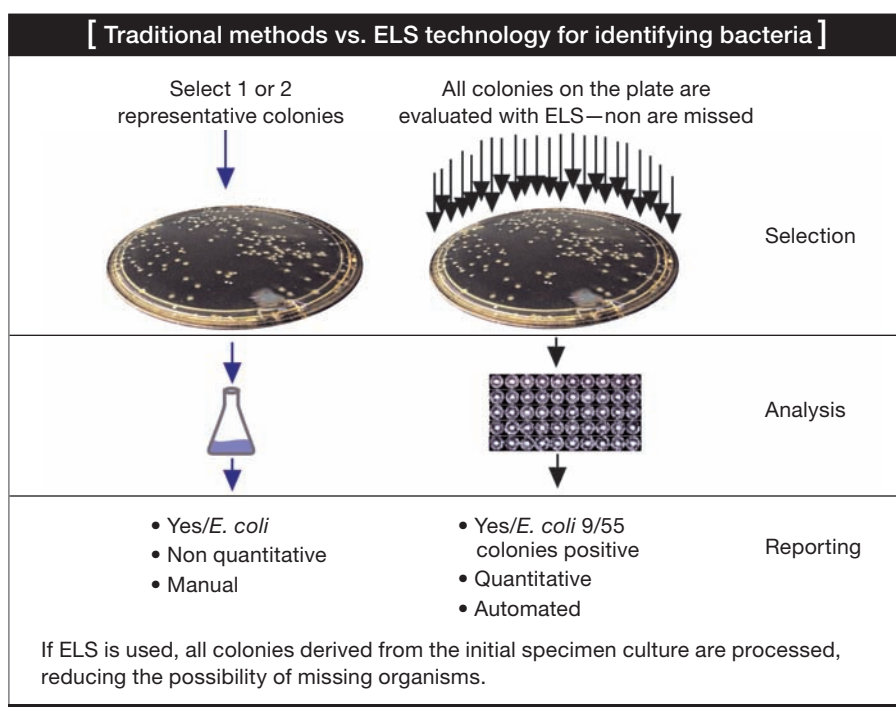 [ Traditional methods vs. ELS technology for identifying bacteria ]
Select 1 or 2
representative colonies
All colonies on the plate are
evaluated with ELS—non are missed
Selection
Analysis
• Yes/E. coli
• Non quantitative
• Manual
• Yes/E. coli 9/55
colonies positive
• Quantitative
• Automated
Reporting
If ELS is used, all colonies derived from the initial specimen culture are processed,
reducing the possibility of missing organisms.